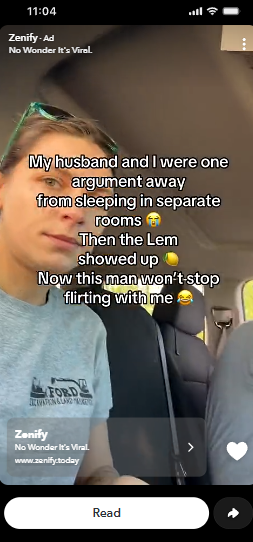 11:04
Zenify · Ad
No Wonder It's Viral.
My husband and I were one
argument away
from sleeping in separate
rooms 😭
Then the Lem
showed up 🍋
Now this man won't stop
flirting with me 😂
FORD
Zenify
No Wonder It's Viral.
www.zenify.today
Read